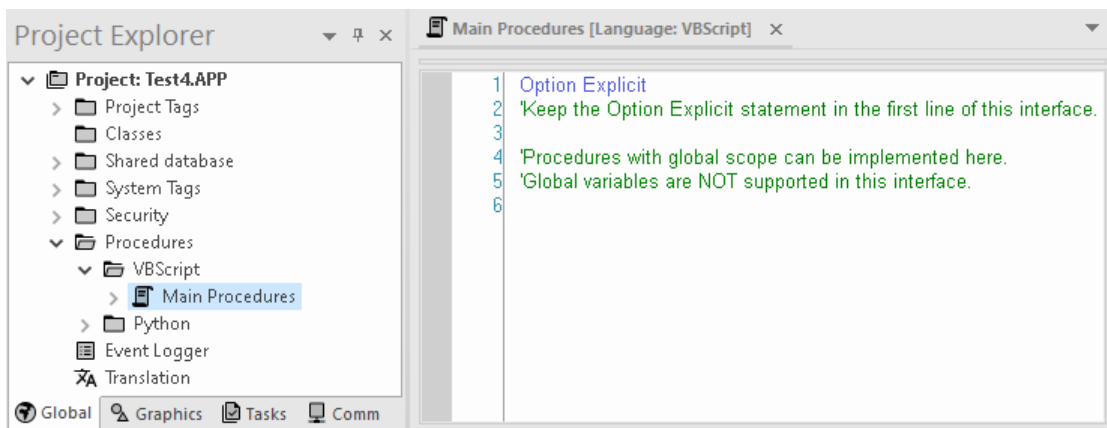 Project Explorer
Project: Test4.APP
Project Tags
Classes
Shared database
System Tags
Security
Procedures
VBScript
Main Procedures
Python
Event Logger
Translation
Global Graphics Tasks Comm
Main Procedures [Language: VBScript]
1 Option Explicit
2 'Keep the Option Explicit statement in the first line of this interface.
3
4 'Procedures with global scope can be implemented here.
5 'Global variables are NOT supported in this interface.
6